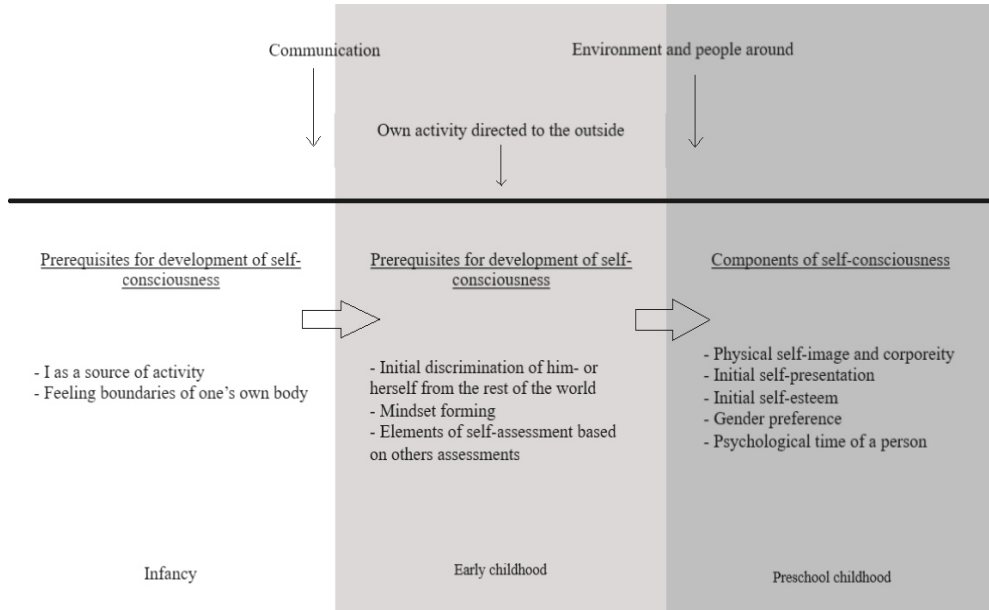 Communication
Environment and people around
Own activity directed to the outside
Prerequisites for development of self-
consciousness
- I as a source of activity
- Feeling boundaries of one's own body
Infancy
Prerequisites for development of self-
consciousness
- Initial discrimination of him- or
herself from the rest of the world
- Mindset forming
- Elements of self-assessment based
on others assessments
Early childhood
Components of self-consciousness
- Physical self-image and corporeity
- Initial self-presentation
- Initial self-esteem
- Gender preference
- Psychological time of a person
Preschool childhood